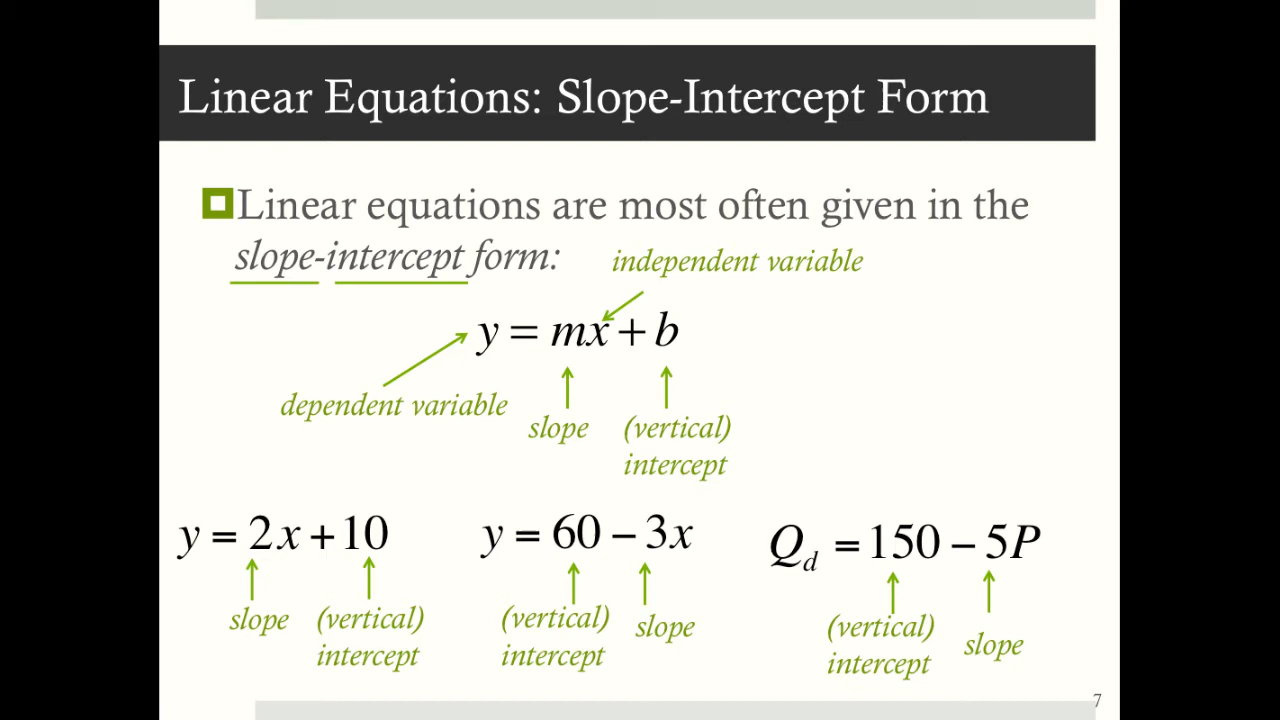 Linear Equations: Slope-Intercept Form
Linear equations are most often given in the
slope-intercept form:
independent variable
y = mx + b
dependent variable
slope
(vertical)
intercept
y = 2x + 10
slope
(vertical)
intercept
y = 60 − 3x
(vertical)
intercept
slope
Qd = 150 − 5P
(vertical)
intercept
slope
7